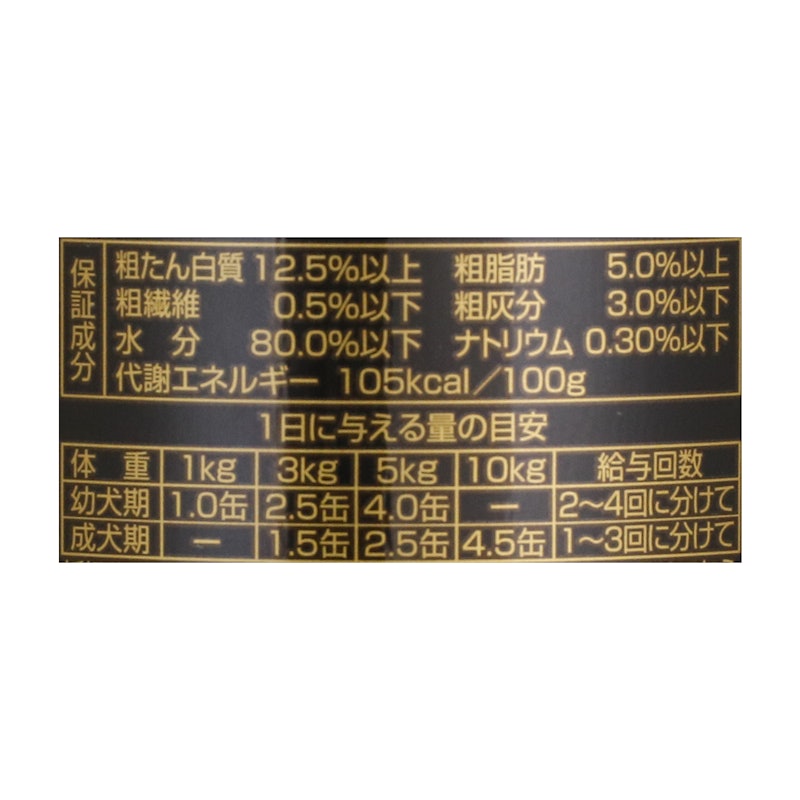 保証成分
粗たん白質 12.5%以上 粗脂肪 5.0%以上
粗繊維 0.5%以下 粗灰分 3.0%以下
水分 80.0%以下 ナトリウム 0.30%以下
代謝エネルギー 105kcal／100g
1日に与える量の目安
体重 1kg 3kg 5kg 10kg 給与回数
幼犬期 1.0缶 2.5缶 4.0缶 － 2～4回に分けて
成犬期 － 1.5缶 2.5缶 4.5缶 1～3回に分けて